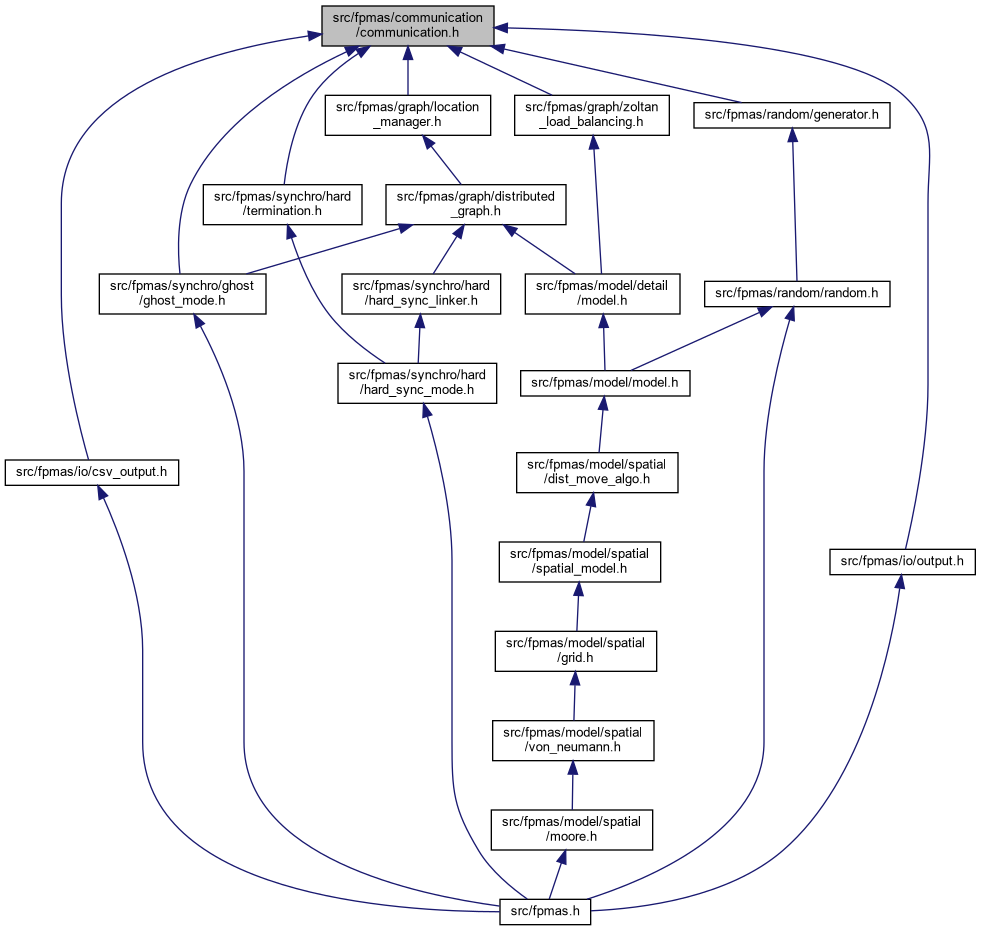 src/fpmas/communication
/communication.h
src/fpmas/graph/location
_manager.h
src/fpmas/graph/zoltan
_load_balancing.h
src/fpmas/random/generator.h
src/fpmas/synchro/hard
/termination.h
src/fpmas/graph/distributed
_graph.h
src/fpmas/synchro/ghost
/ghost_mode.h
src/fpmas/synchro/hard
/hard_sync_linker.h
src/fpmas/model/detail
/model.h
src/fpmas/random/random.h
src/fpmas/synchro/hard
/hard_sync_mode.h
src/fpmas/model/model.h
src/fpmas/io/csv_output.h
src/fpmas/model/spatial
/dist_move_algo.h
src/fpmas/model/spatial
/spatial_model.h
src/fpmas/io/output.h
src/fpmas/model/spatial
/grid.h
src/fpmas/model/spatial
/von_neumann.h
src/fpmas/model/spatial
/moore.h
src/fpmas.h